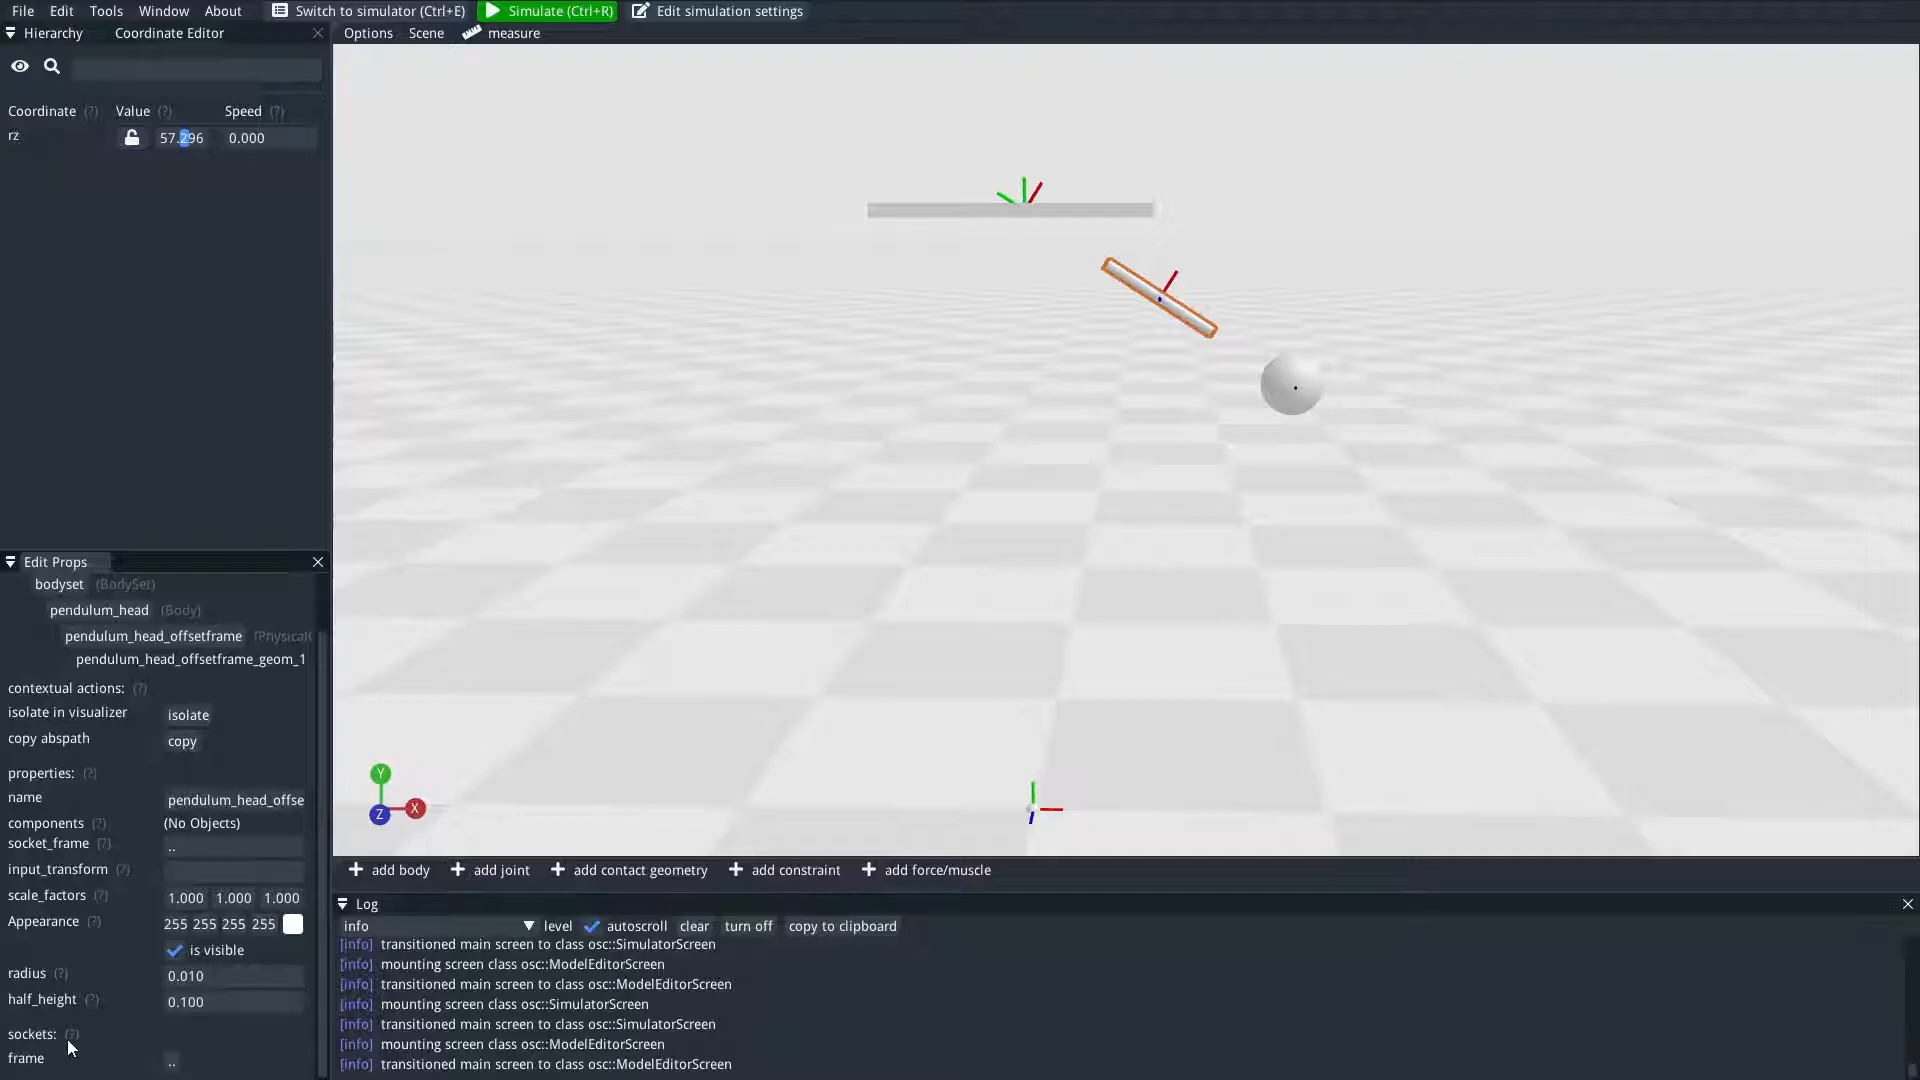 File Edit Tools Window About Switch to simulator (Ctrl+E) Simulate (Ctrl+R) Edit simulation settings
Hierarchy Coordinate Editor
Options Scene measure
Coordinate (?) Value (?) Speed (?)
rz 57.296 0.000
Edit Props
bodyset (BodySet)
pendulum_head (Body)
pendulum_head_offsetframe (Physical
pendulum_head_offsetframe_geom_1
contextual actions: (?)
isolate in visualizer isolate
copy abspath copy
properties: (?)
name pendulum_head_offse
components (?) (No Objects)
socket_frame (?) ..
input_transform (?)
scale_factors (?) 1.000 1.000 1.000
Appearance (?) 255 255 255 255
is visible
radius (?) 0.010
half_height (?) 0.100
sockets: (?)
frame ..
Y
Z X
add body add joint add contact geometry add constraint add force/muscle
Log
info level autoscroll clear turn off copy to clipboard
[info] transitioned main screen to class osc::SimulatorScreen
[info] mounting screen class osc::ModelEditorScreen
[info] transitioned main screen to class osc::ModelEditorScreen
[info] mounting screen class osc::SimulatorScreen
[info] transitioned main screen to class osc::SimulatorScreen
[info] mounting screen class osc::ModelEditorScreen
[info] transitioned main screen to class osc::ModelEditorScreen